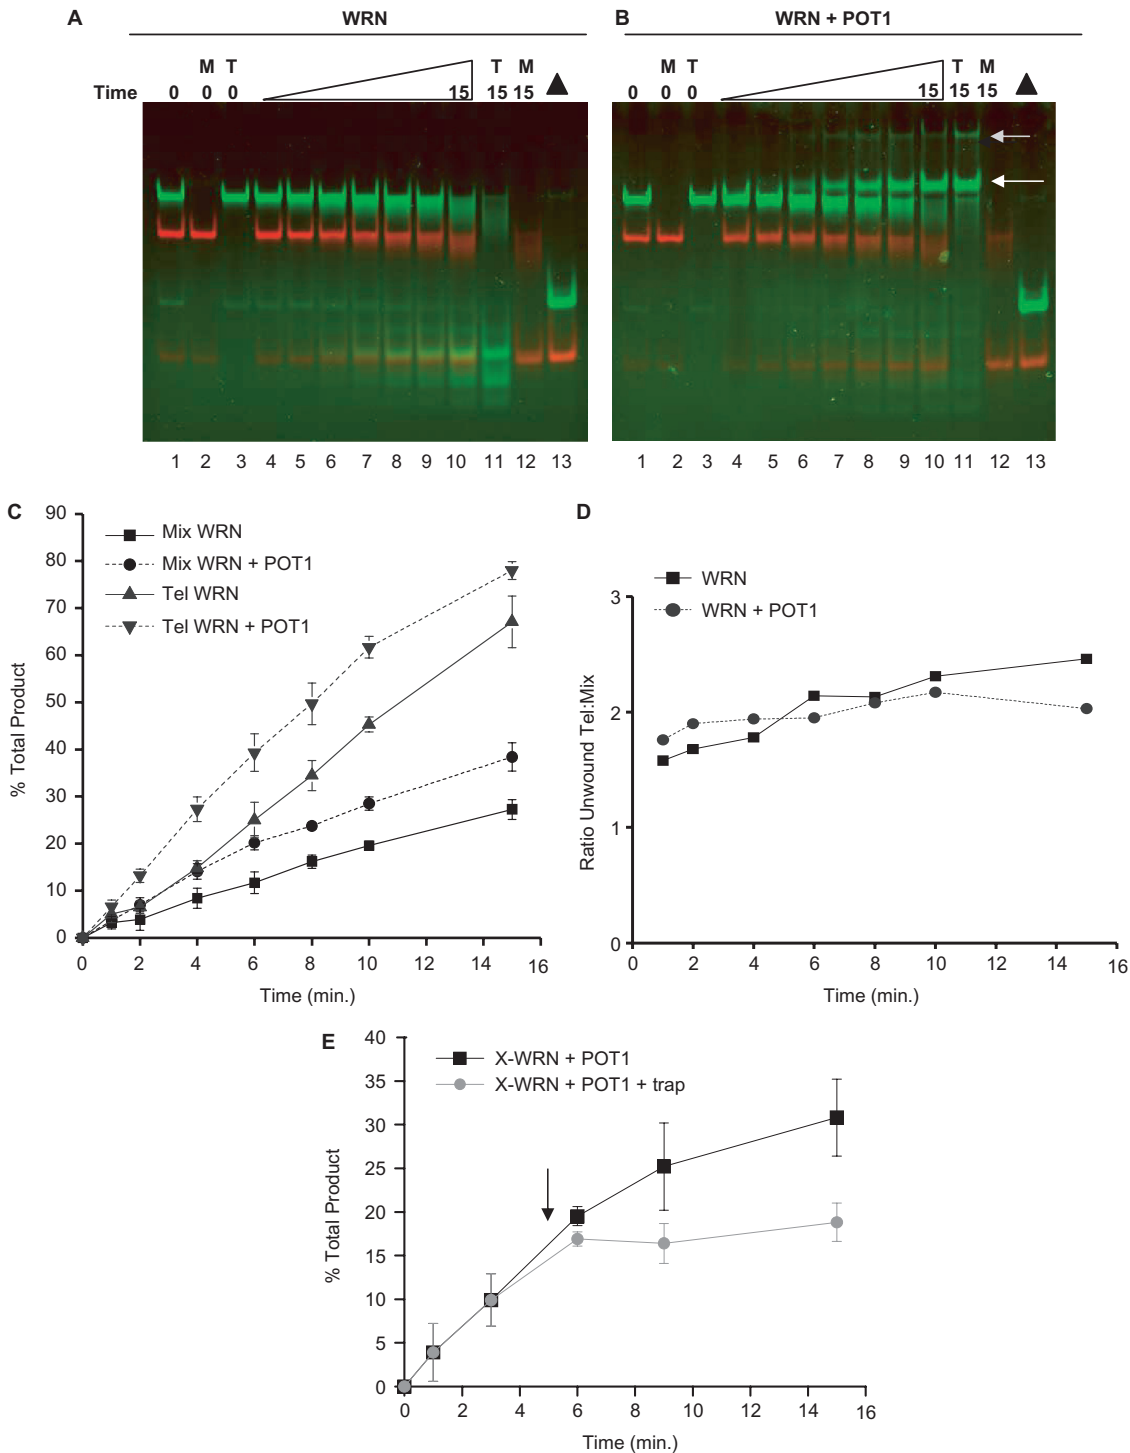 A WRN
B WRN + POT1
M T T M
Time 0 0 0 15 15 15
M T T M
0 0 0 15 15 15
1 2 3 4 5 6 7 8 9 10 11 12 13
1 2 3 4 5 6 7 8 9 10 11 12 13
C
90
80
70
60
50
40
30
20
10
0
% Total Product
Mix WRN
Mix WRN + POT1
Tel WRN
Tel WRN + POT1
0 2 4 6 8 10 12 14 16
Time (min.)
D
WRN
WRN + POT1
3
2
1
0
Ratio Unwound Tel:Mix
0 2 4 6 8 10 12 14 16
Time (min.)
E
40
35
30
25
20
15
10
5
0
% Total Product
X-WRN + POT1
X-WRN + POT1 + trap
0 2 4 6 8 10 12 14 16
Time (min.)